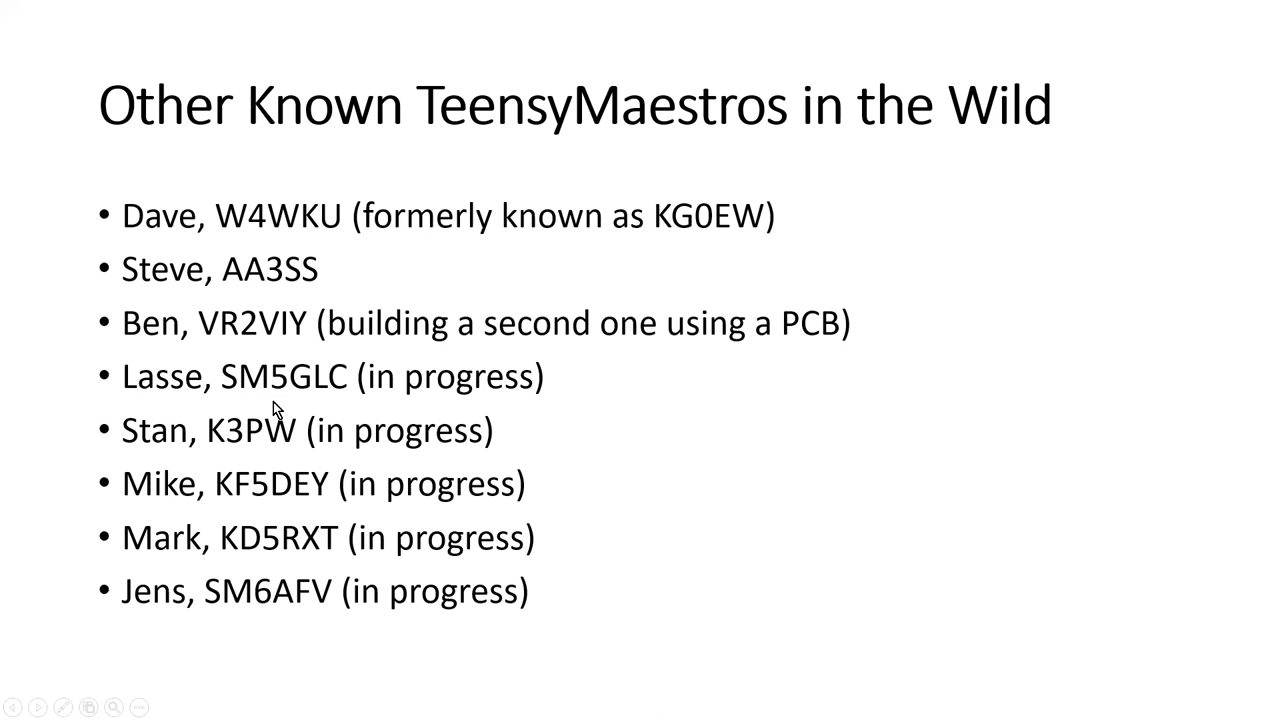 Other Known TeensyMaestros in the Wild
• Dave, W4WKU (formerly known as KG0EW)
• Steve, AA3SS
• Ben, VR2VIY (building a second one using a PCB)
• Lasse, SM5GLC (in progress)
• Stan, K3PW (in progress)
• Mike, KF5DEY (in progress)
• Mark, KD5RXT (in progress)
• Jens, SM6AFV (in progress)